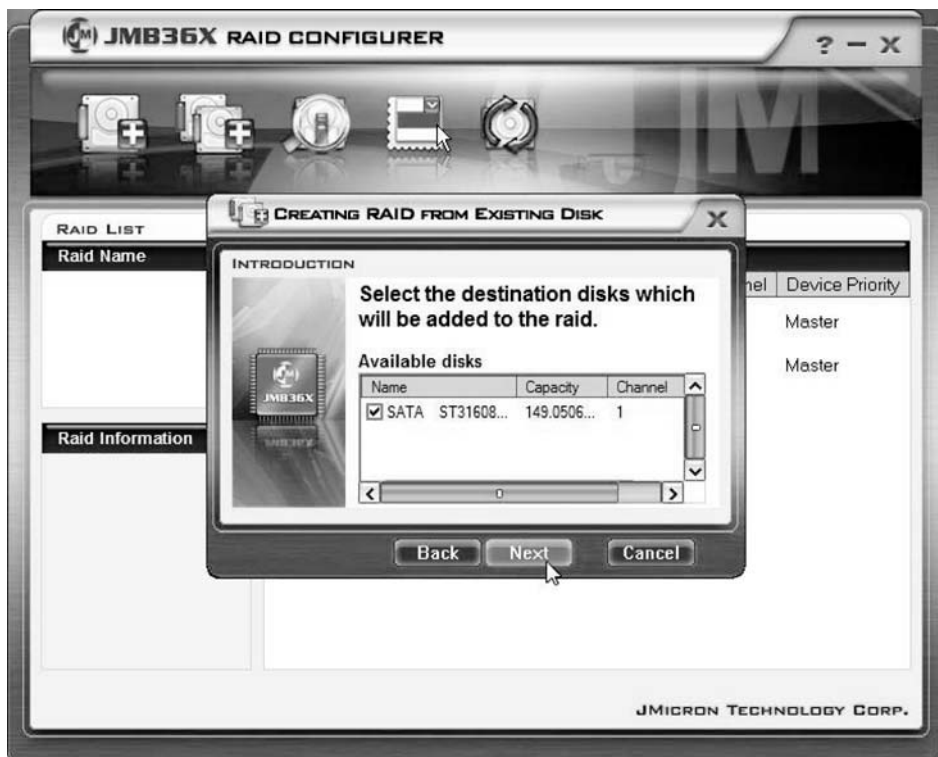 JMB36X RAID CONFIGURER
? – X
JM
CREATING RAID FROM EXISTING DISK
X
RAID LIST
Raid Name
INTRODUCTION
Select the destination disks which
will be added to the raid.
nel Device Priority
Master
Master
Available disks
Name Capacity Channel
SATA ST31608... 149.0506... 1
JM
JMB36X
Raid Information
Back Next Cancel
JMICRON TECHNOLOGY CORP.